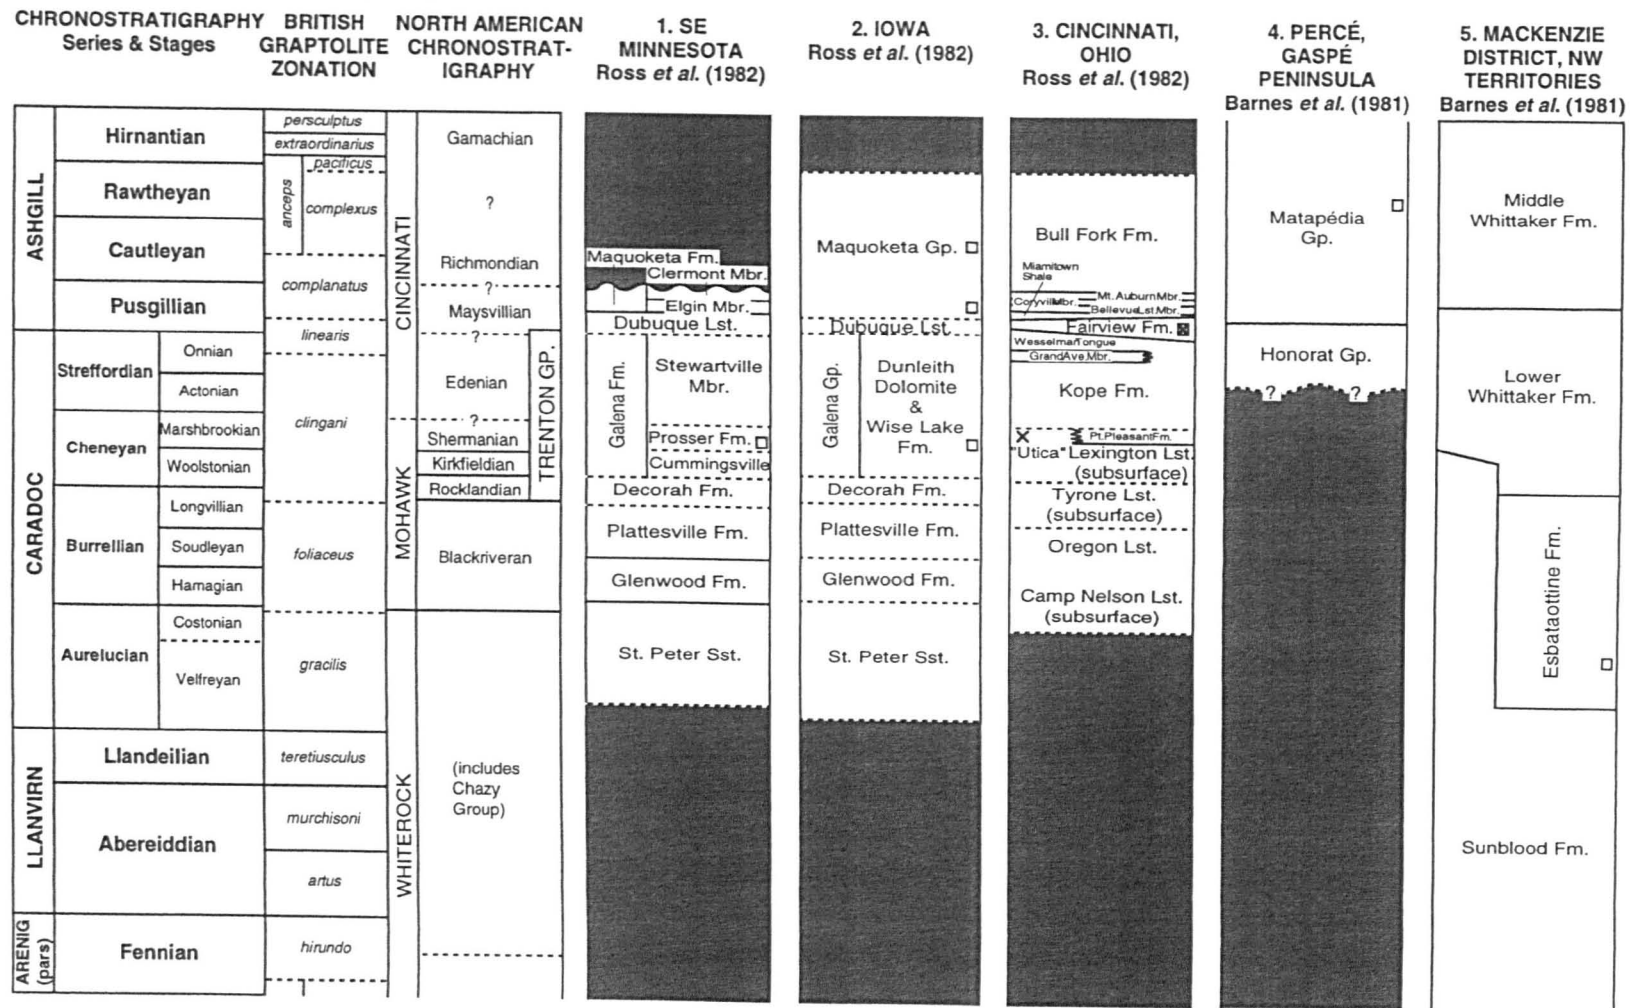 CHRONOSTRATIGRAPHY
Series & Stages
BRITISH
GRAPTOLITE
ZONATION
NORTH AMERICAN
CHRONOSTRAT-
IGRAPHY
1. SE
MINNESOTA
Ross et al. (1982)
2. IOWA
Ross et al. (1982)
3. CINCINNATI,
OHIO
Ross et al. (1982)
4. PERCÉ,
GASPÉ
PENINSULA
Barnes et al. (1981)
5. MACKENZIE
DISTRICT, NW
TERRITORIES
Barnes et al. (1981)
ASHGILL
CARADOC
LLANVIRN
ARENIG
(pars)
Hirnantian
Rawtheyan
Cautleyan
Pusgillian
Streffordian
Cheneyan
Burrellian
Aurelucian
Llandeilian
Abereiddian
Fennian
Onnian
Actonian
Marshbrookian
Woolstonian
Longvillian
Soudleyan
Hamagian
Costonian
Velfreyan
persculptus
extraordinarius
pacificus
anceps
complexus
complanatus
linearis
clingani
foliaceus
gracilis
teretiusculus
murchisoni
artus
hirundo
CINCINNATI
MOHAWK
WHITEROCK
Gamachian
?
Richmondian
?
Maysvillian
?
Edenian
?
Shermanian
Kirkfieldian
Rocklandian
TRENTON GP.
Blackriveran
(includes
Chazy
Group)
Maquoketa Fm.
Clermont Mbr.
Elgin Mbr.
Dubuque Lst.
Galena Fm.
Stewartville
Mbr.
Prosser Fm.
Cummingsville
Decorah Fm.
Plattesville Fm.
Glenwood Fm.
St. Peter Sst.
Maquoketa Gp.
Dubuque Lst.
Galena Gp.
Dunleith
Dolomite
&
Wise Lake
Fm.
Decorah Fm.
Plattesville Fm.
Glenwood Fm.
St. Peter Sst.
Bull Fork Fm.
Miamitown
Shale
Mt. Auburn Mbr.
Corryville Mbr.
Bellevue Lst. Mbr.
Fairview Fm.
Wesselman Tongue
Grand Ave. Mbr.
Kope Fm.
X
Pt. Pleasant Fm.
"Utica" Lexington Lst.
(subsurface)
Tyrone Lst.
(subsurface)
Oregon Lst.
Camp Nelson Lst.
(subsurface)
Matapédia
Gp.
Honorat Gp.
? ?
Middle
Whittaker Fm.
Lower
Whittaker Fm.
Esbataottine Fm.
Sunblood Fm.